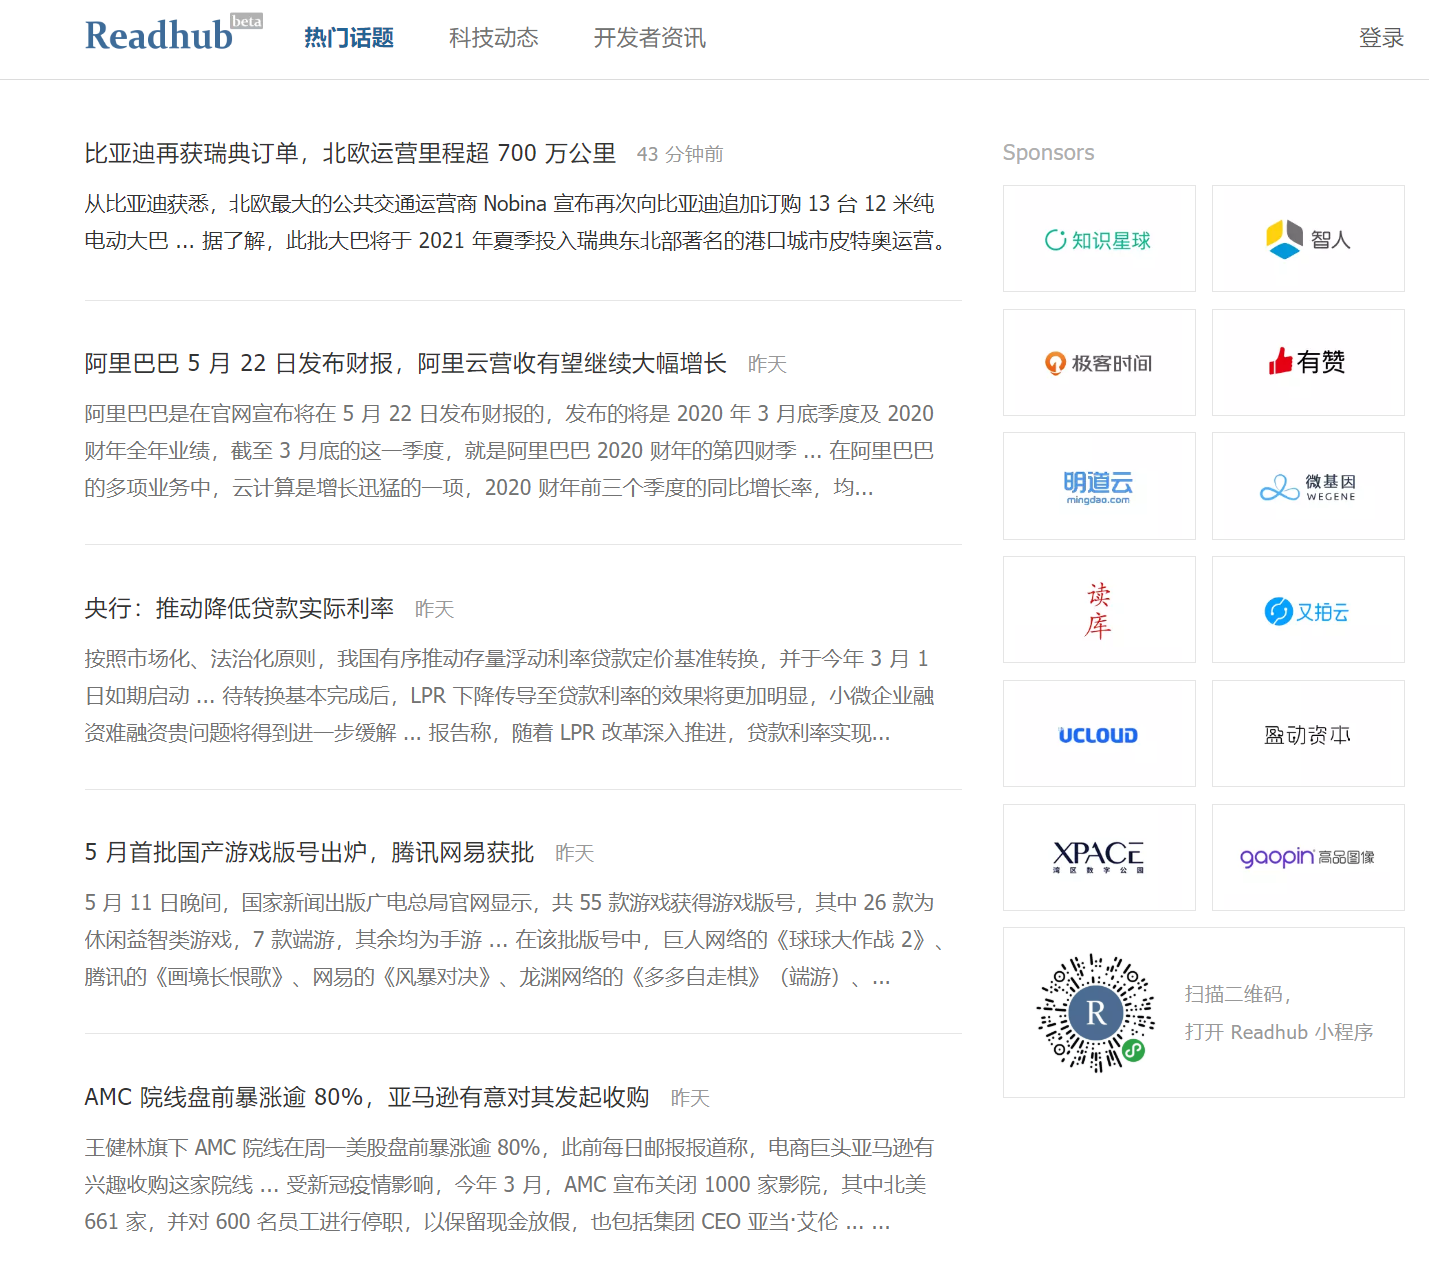 Readhub beta 热门话题 科技动态 开发者资讯 登录
比亚迪再获瑞典订单，北欧运营里程超 700 万公里 43 分钟前
从比亚迪获悉，北欧最大的公共交通运营商 Nobina 宣布再次向比亚迪追加订购 13 台 12 米纯
电动大巴 ... 据了解，此批大巴将于 2021 年夏季投入瑞典东北部著名的港口城市皮特奥运营。
阿里巴巴 5 月 22 日发布财报，阿里云营收有望继续大幅增长 昨天
阿里巴巴是在官网宣布将在 5 月 22 日发布财报的，发布的将是 2020 年 3 月底季度及 2020
财年全年业绩，截至 3 月底的这一季度，就是阿里巴巴 2020 财年的第四财季 ... 在阿里巴巴
的多项业务中，云计算是增长迅猛的一项，2020 财年前三个季度的同比增长率，均...
央行：推动降低贷款实际利率 昨天
按照市场化、法治化原则，我国有序推动存量浮动利率贷款定价基准转换，并于今年 3 月 1
日如期启动 ... 待转换基本完成后，LPR 下降传导至贷款利率的效果将更加明显，小微企业融
资难融资贵问题将得到进一步缓解 ... 报告称，随着 LPR 改革深入推进，贷款利率实现...
5 月首批国产游戏版号出炉，腾讯网易获批 昨天
5 月 11 日晚间，国家新闻出版广电总局官网显示，共 55 款游戏获得游戏版号，其中 26 款为
休闲益智类游戏，7 款端游，其余均为手游 ... 在该批版号中，巨人网络的《球球大作战 2》、
腾讯的《画境长恨歌》、网易的《风暴对决》、龙渊网络的《多多自走棋》（端游）、...
AMC 院线盘前暴涨逾 80%，亚马逊有意对其发起收购 昨天
王健林旗下 AMC 院线在周一美股盘前暴涨逾 80%，此前每日邮报报道称，电商巨头亚马逊有
兴趣收购这家院线 ... 受新冠疫情影响，今年 3 月，AMC 宣布关闭 1000 家影院，其中北美
661 家，并对 600 名员工进行停职，以保留现金放假，也包括集团 CEO 亚当·艾伦 ... ...
Sponsors
知识星球
智人
极客时间
有赞
明道云
mingdao.com
微基因
WEGENE
读
库
又拍云
UCLOUD
盈动资本
XPACE
湾区数字公园
gaopin 高品图像
R
扫描二维码，
打开 Readhub 小程序